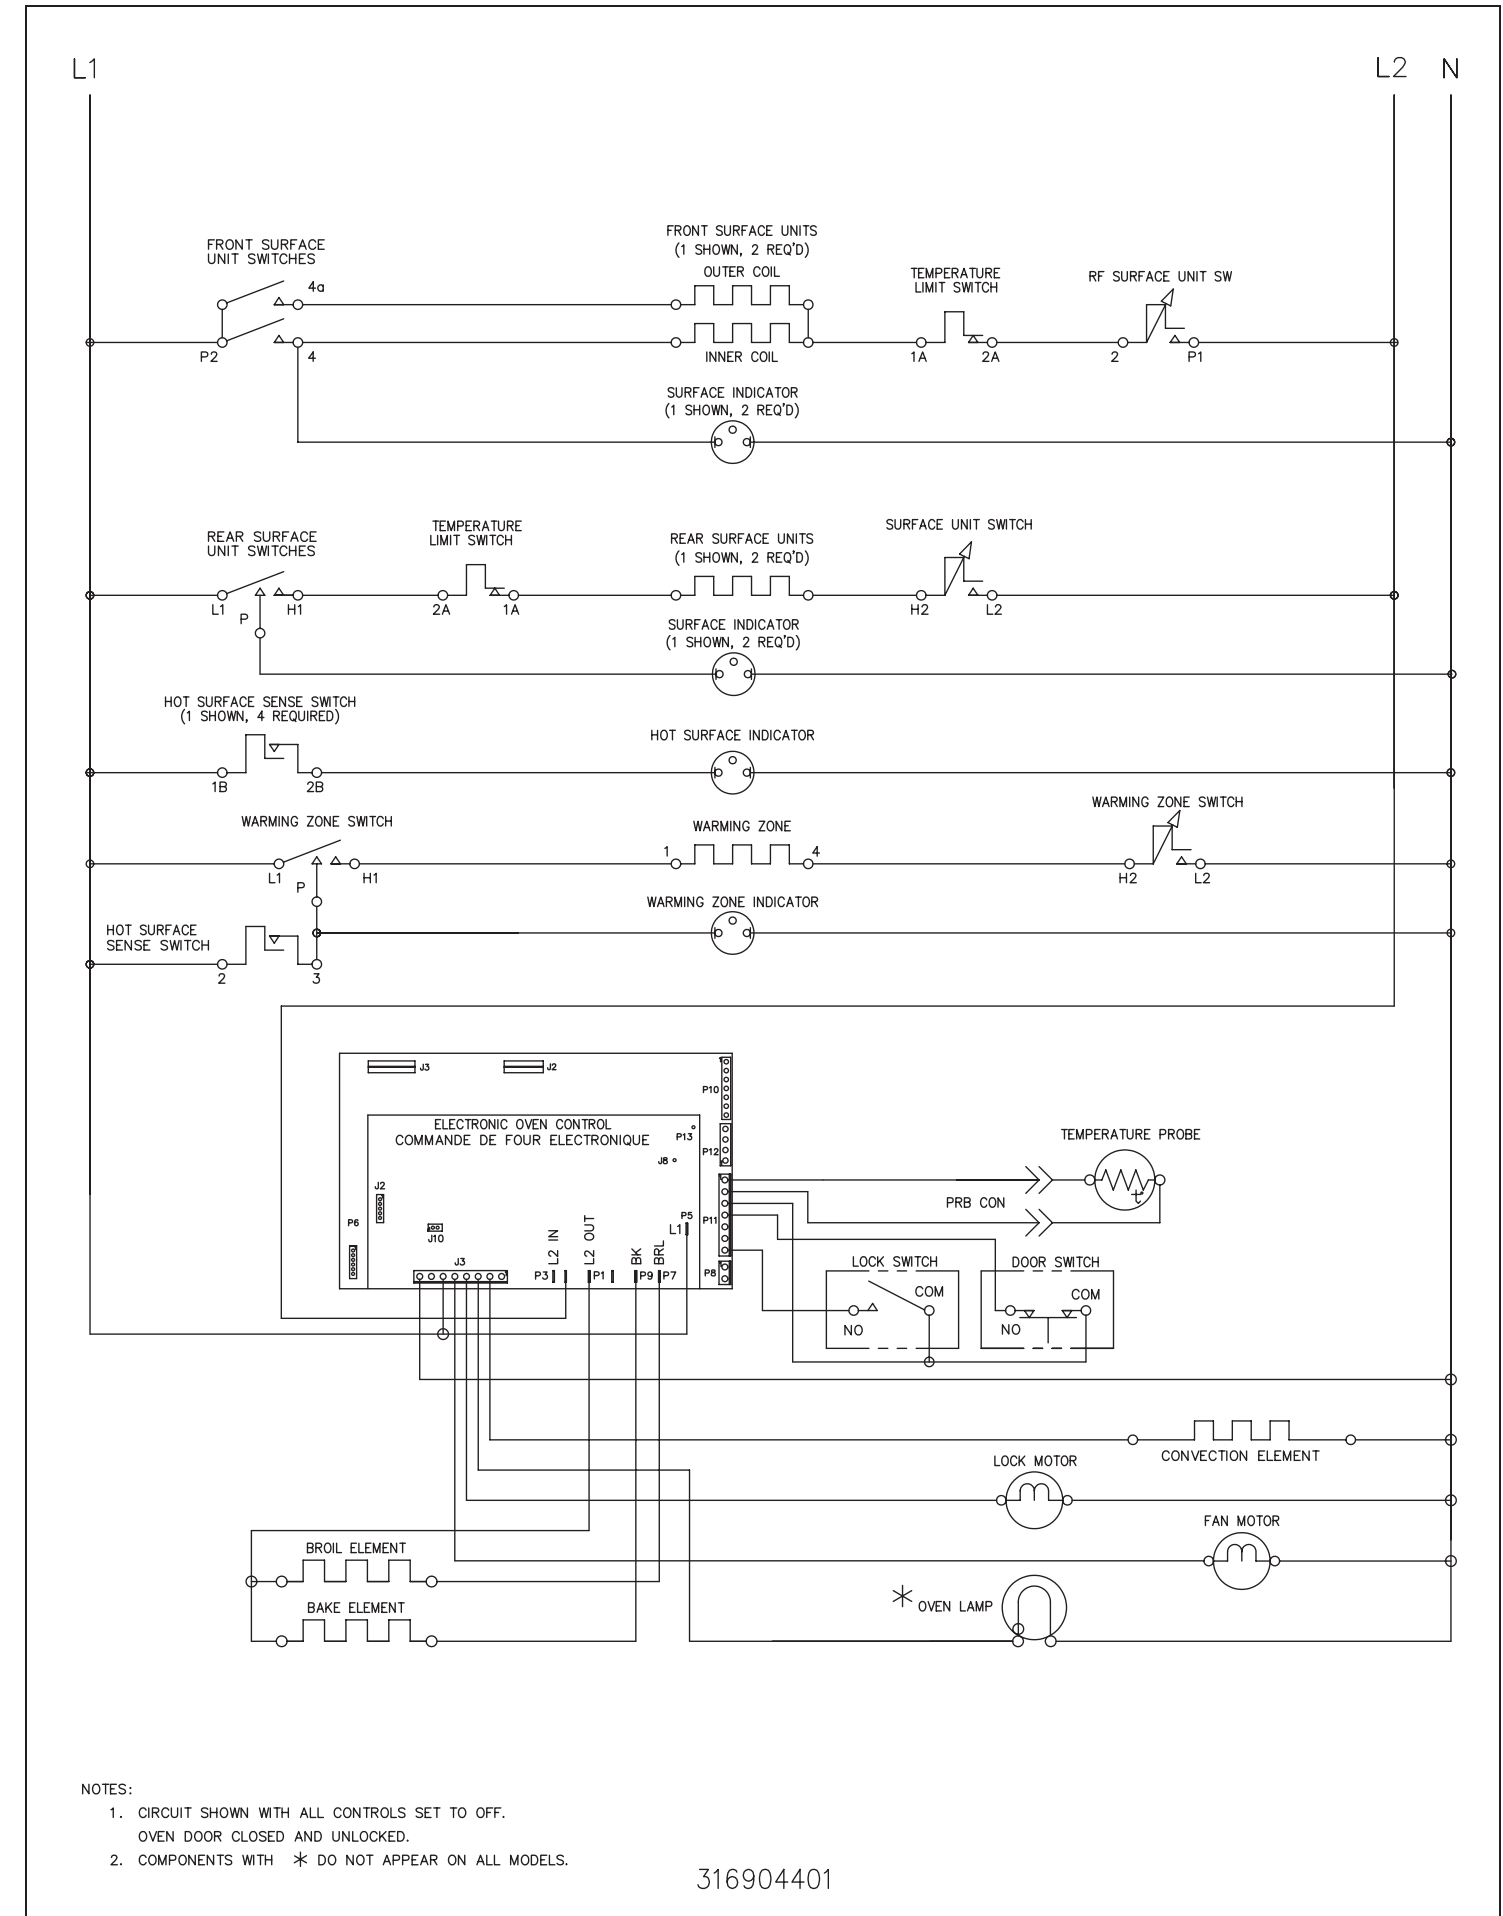 L1
L2 N
FRONT SURFACE
UNIT SWITCHES
4a
P2
4
FRONT SURFACE UNITS
(1 SHOWN, 2 REQ'D)
OUTER COIL
INNER COIL
TEMPERATURE
LIMIT SWITCH
1A
2A
RF SURFACE UNIT SW
2
P1
SURFACE INDICATOR
(1 SHOWN, 2 REQ'D)
REAR SURFACE
UNIT SWITCHES
L1
H1
P
TEMPERATURE
LIMIT SWITCH
2A
1A
REAR SURFACE UNITS
(1 SHOWN, 2 REQ'D)
SURFACE UNIT SWITCH
H2
L2
SURFACE INDICATOR
(1 SHOWN, 2 REQ'D)
HOT SURFACE SENSE SWITCH
(1 SHOWN, 4 REQUIRED)
1B
2B
HOT SURFACE INDICATOR
WARMING ZONE SWITCH
L1
H1
P
WARMING ZONE
1
4
WARMING ZONE SWITCH
H2
L2
WARMING ZONE INDICATOR
HOT SURFACE
SENSE SWITCH
2
3
J3
J2
P10
ELECTRONIC OVEN CONTROL
COMMANDE DE FOUR ELECTRONIQUE
P13
J8
P12
J2
P6
J10
J3
L2 IN
L2 OUT
BK
BRL
P5
L1
P11
P3
P1
P9
P7
P8
TEMPERATURE PROBE
t
PRB CON
LOCK SWITCH
COM
NO
DOOR SWITCH
COM
NO
CONVECTION ELEMENT
LOCK MOTOR
FAN MOTOR
BROIL ELEMENT
BAKE ELEMENT
* OVEN LAMP
NOTES:
1. CIRCUIT SHOWN WITH ALL CONTROLS SET TO OFF.
OVEN DOOR CLOSED AND UNLOCKED.
2. COMPONENTS WITH * DO NOT APPEAR ON ALL MODELS.
316904401